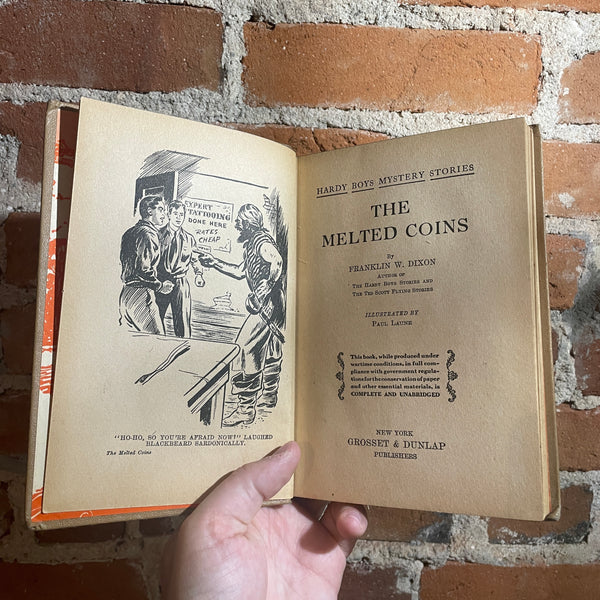 EXPERT
TATTOOING
DONE HERE
RATES
CHEAP
"HO-HO, SO YOU'RE AFRAID NOW!" LAUGHED
BLACKBEARD SARDONICALLY.
The Melted Coins
HARDY BOYS MYSTERY STORIES
THE
MELTED COINS
By
FRANKLIN W. DIXON
AUTHOR OF
THE HARDY BOYS STORIES AND
THE TED SCOTT FLYING STORIES
ILLUSTRATED BY
PAUL LAUNE
This book, while produced under
wartime conditions, in full com-
pliance with government regula-
tions for the conservation of paper
and other essential materials, is
COMPLETE AND UNABRIDGED
NEW YORK
GROSSET & DUNLAP
PUBLISHERS